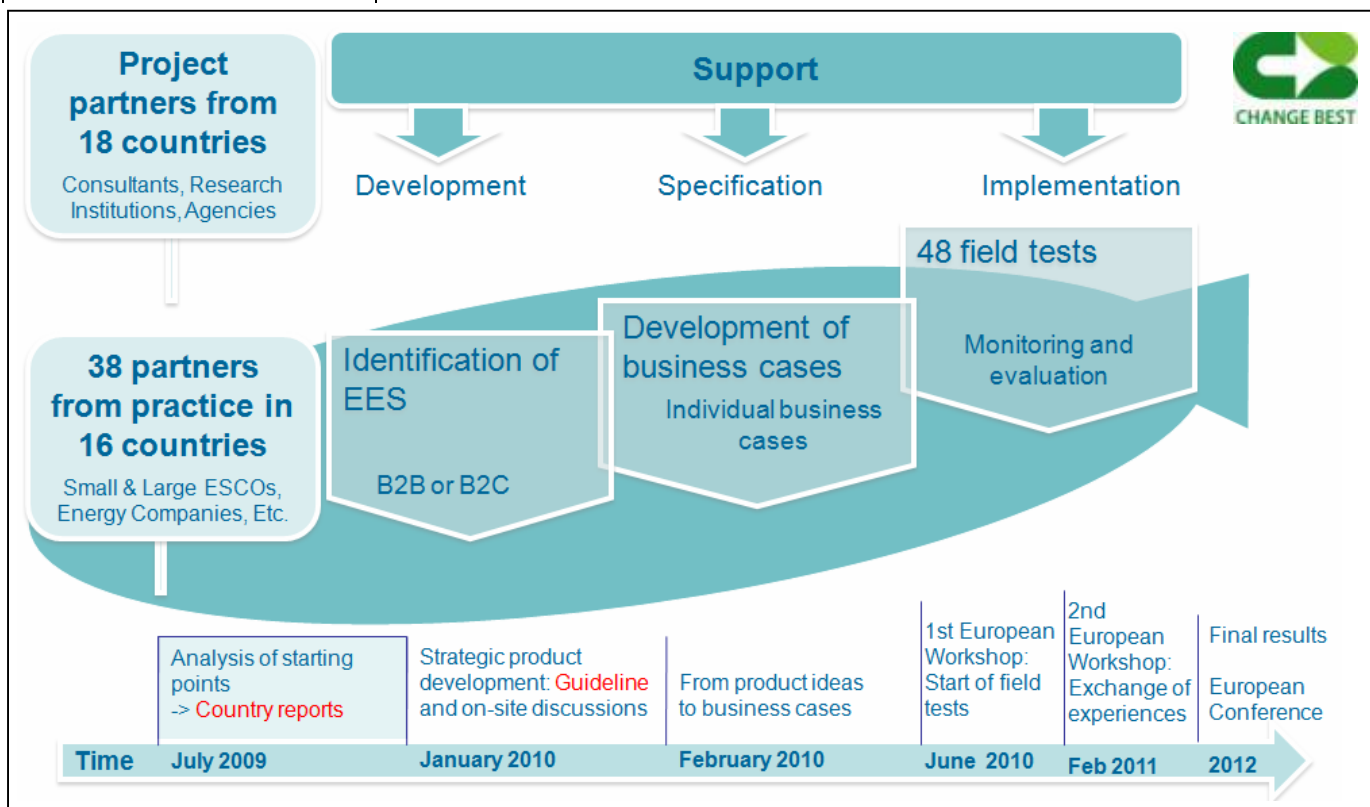 Project
partners from
18 countries
Consultants, Research
Institutions, Agencies
Support
CHANGE BEST
Development
Specification
Implementation
48 field tests
Monitoring and
evaluation
Development of
business cases
Individual business
cases
Identification of
EES
B2B or B2C
38 partners
from practice in
16 countries
Small & Large ESCOs,
Energy Companies, Etc.
Analysis of starting
points
-> Country reports
Strategic product
development: Guideline
and on-site discussions
From product ideas
to business cases
1st European
Workshop:
Start of field
tests
2nd
European
Workshop:
Exchange of
experiences
Final results
European
Conference
Time
July 2009
January 2010
February 2010
June 2010
Feb 2011
2012